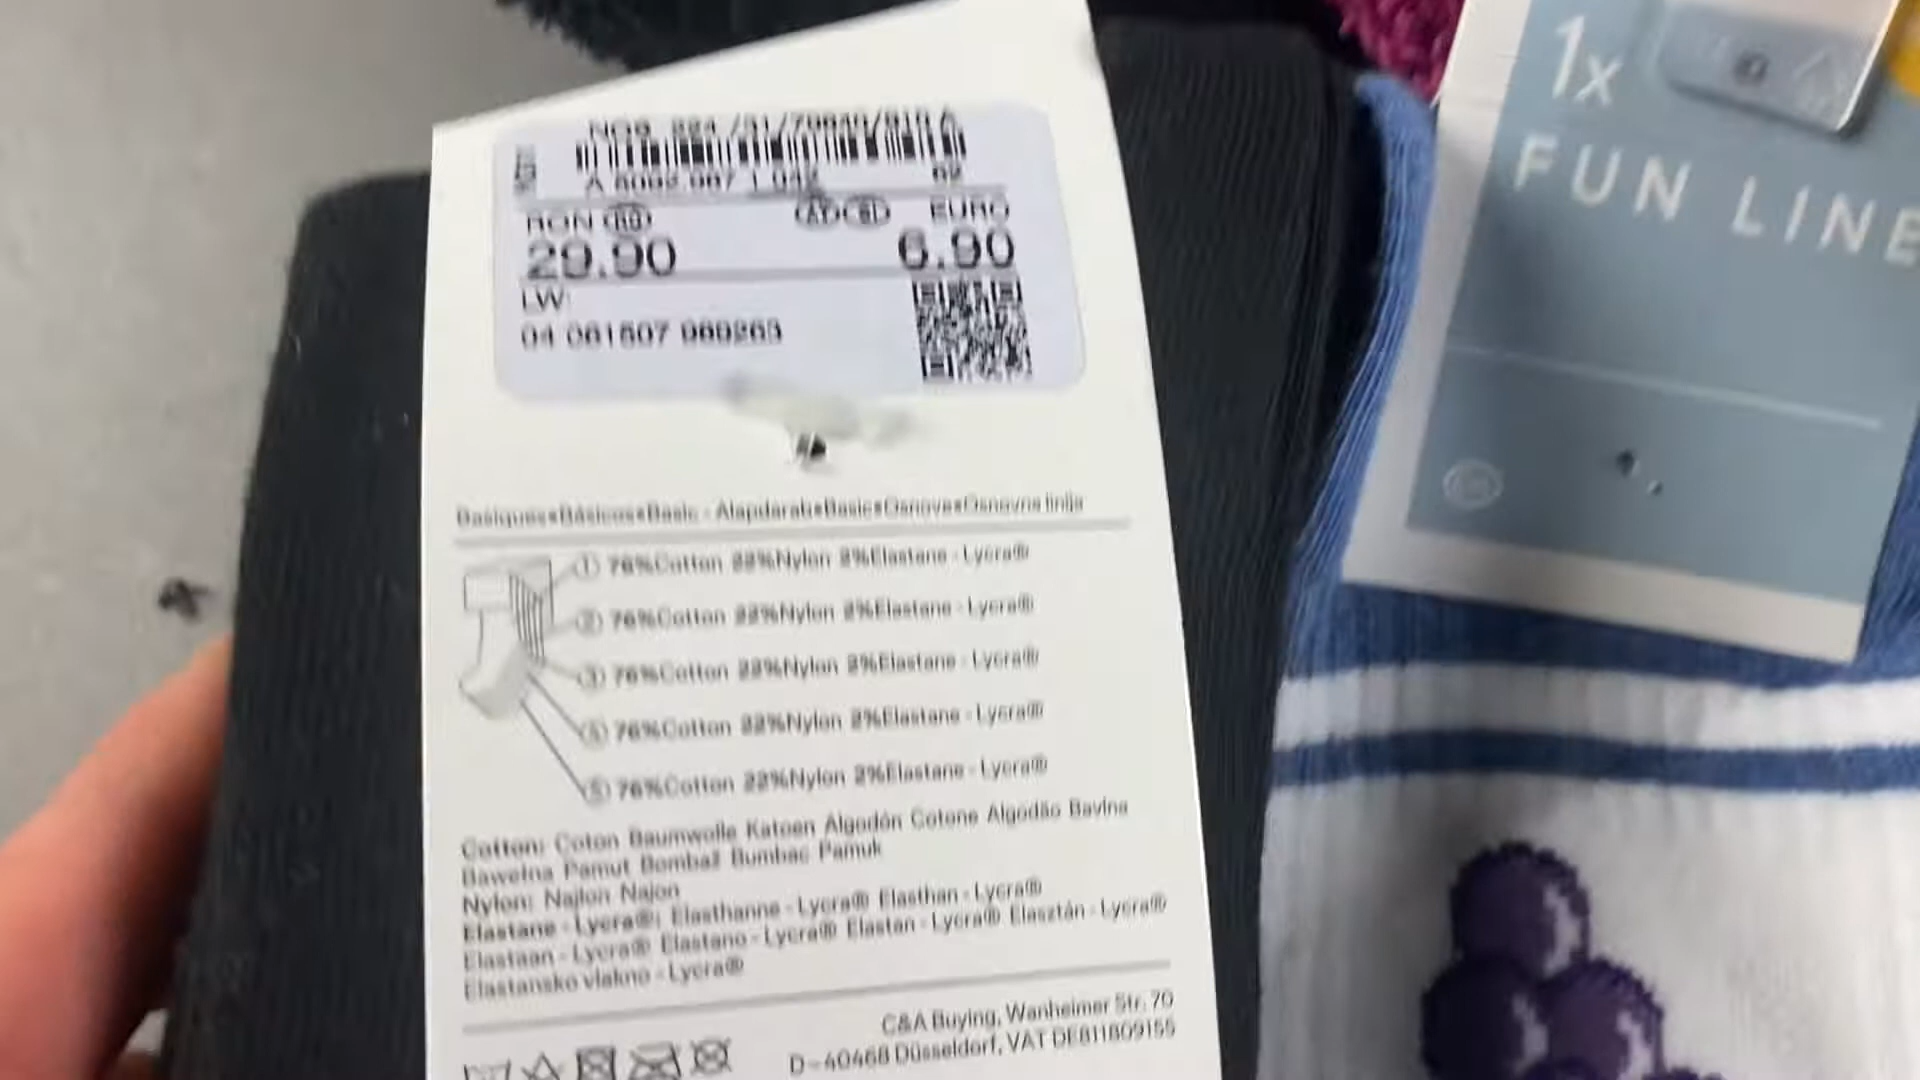 RON RO
EURO
29.90
6.90
LW:
1x
FUN LINE
Basiques•Básicos•Basic - Alapdarab•Basic•Osnove•Osnovna linija
① 76%Cotton 22%Nylon 2%Elastane - Lycra®
② 76%Cotton 22%Nylon 2%Elastane - Lycra®
③ 76%Cotton 22%Nylon 2%Elastane - Lycra®
④ 76%Cotton 22%Nylon 2%Elastane - Lycra®
⑤ 76%Cotton 22%Nylon 2%Elastane - Lycra®
Cotton: Coton Baumwolle Katoen Algodón Cotone Algodão Bavlna
Bawełna Pamut Bombaž Bumbac Pamuk
Nylon: Najlon Najon
Elastane - Lycra®: Elasthanne - Lycra® Elasthan - Lycra®
Elastaan - Lycra® Elastano - Lycra® Elastan - Lycra® Elasztán - Lycra®
Elastansko vlakno - Lycra®
C&A Buying, Wanheimer Str. 70
D-40468 Düsseldorf, VAT DE811809155